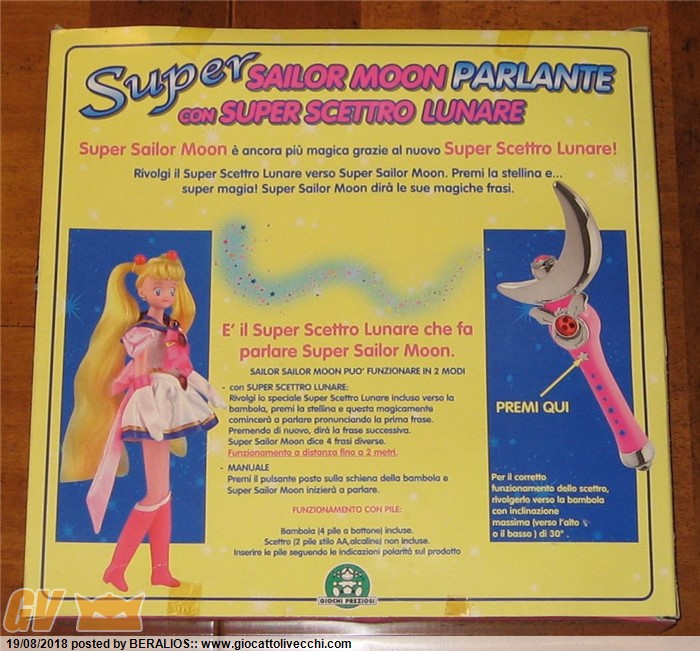 Super SAILOR MOON PARLANTE
CON SUPER SCETTRO LUNARE
Super Sailor Moon è ancora più magica grazie al nuovo Super Scettro Lunare!
Rivolgi il Super Scettro Lunare verso Super Sailor Moon. Premi la stellina e...
super magia! Super Sailor Moon dirà le sue magiche frasi.
E' il Super Scettro Lunare che fa
parlare Super Sailor Moon.
SAILOR SAILOR MOON PUO' FUNZIONARE IN 2 MODI
- con SUPER SCETTRO LUNARE:
Rivolgi lo speciale Super Scettro Lunare incluso verso la
bambola, premi la stellina e questa magicamente
comincerà a parlare pronunciando la prima frase.
Premendo di nuovo, dirà la frase successiva.
Super Sailor Moon dice 4 frasi diverse.
Funzionamento a distanza fino a 2 metri.
- MANUALE
Premi il pulsante posto sulla schiena della bambola e
Super Sailor Moon inizierà a parlare.
FUNZIONAMENTO CON PILE:
Bambola (4 pile a bottone) incluse.
Scettro (2 pile stilo AA,alcaline) non incluse.
Inserire le pile seguendo le indicazioni polarità sul prodotto
PREMI QUI
Per il corretto
funzionamento dello scettro,
rivolgerlo verso la bambola
con inclinazione
massima (verso l'alto
o il basso) di 30°.
GIOCHI PREZIOSI
GV
19/08/2018 posted by BERALIOS:: www.giocattolivecchi.com